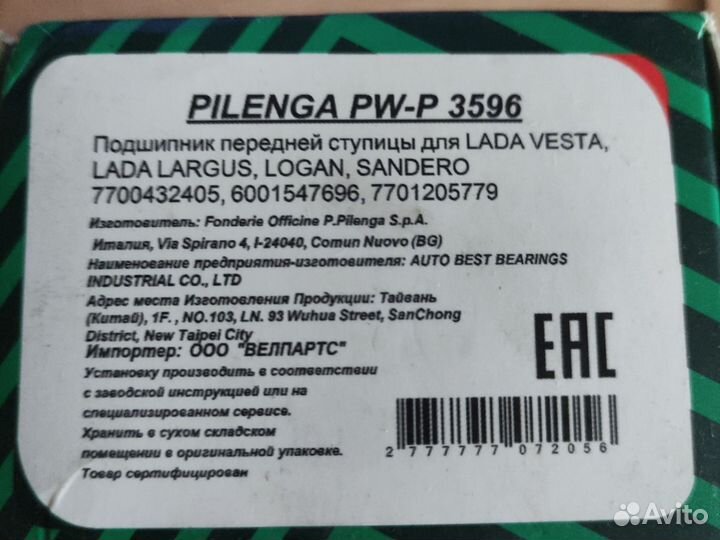 PILENGA PW-P 3596
Подшипник передней ступицы для LADA VESTA,
LADA LARGUS, LOGAN, SANDERO
7700432405, 6001547696, 7701205779
Изготовитель: Fonderie Officine P.Pilenga S.p.A.
Италия, Via Spirano 4, I-24040, Comun Nuovo (BG)
Наименование предприятия-изготовителя: AUTO BEST BEARINGS
INDUSTRIAL CO., LTD
Адрес места Изготовления Продукции: Тайвань
(Китай), 1F. , NO.103, LN. 93 Wuhua Street, SanChong
District, New Taipei City
Импортер: ООО "ВЕЛПАРТС"
Установку производить в соответствии
с заводской инструкцией или на
специализированном сервисе.
Хранить в сухом складском
помещении в оригинальной упаковке.
Товар сертифицирован
EAC
2 777777 072056
Avito